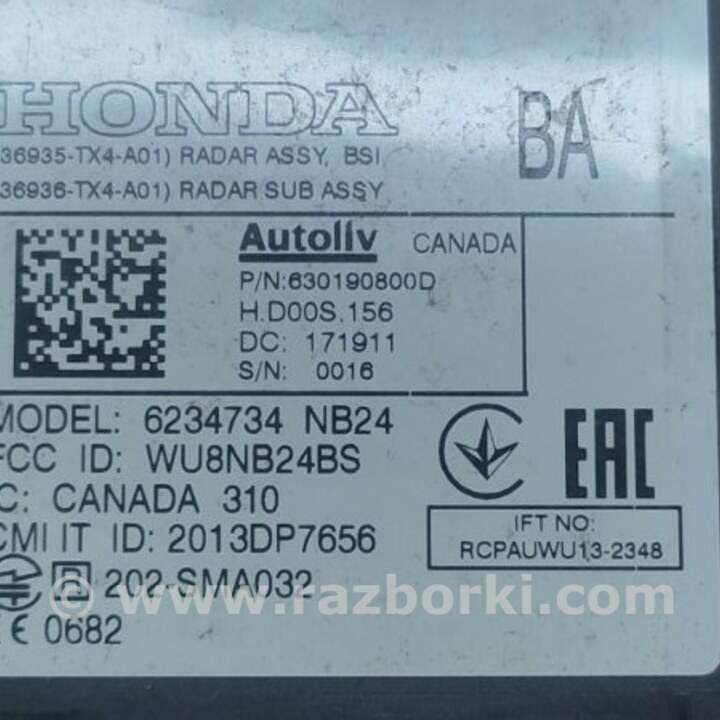 HONDA
BA
36935-TX4-A01) RADAR ASSY, BSI
36936-TX4-A01) RADAR SUB ASSY
Autoliv CANADA
P/N:630190800D
H.D00S.156
DC: 171911
S/N: 0016
MODEL: 6234734 NB24
FCC ID: WU8NB24BS
C: CANADA 310
CMI IT ID: 2013DP7656
EAC
IFT NO:
RCPAUWU13-2348
R 202-SMA032
© www.razborki.com
CE 0682